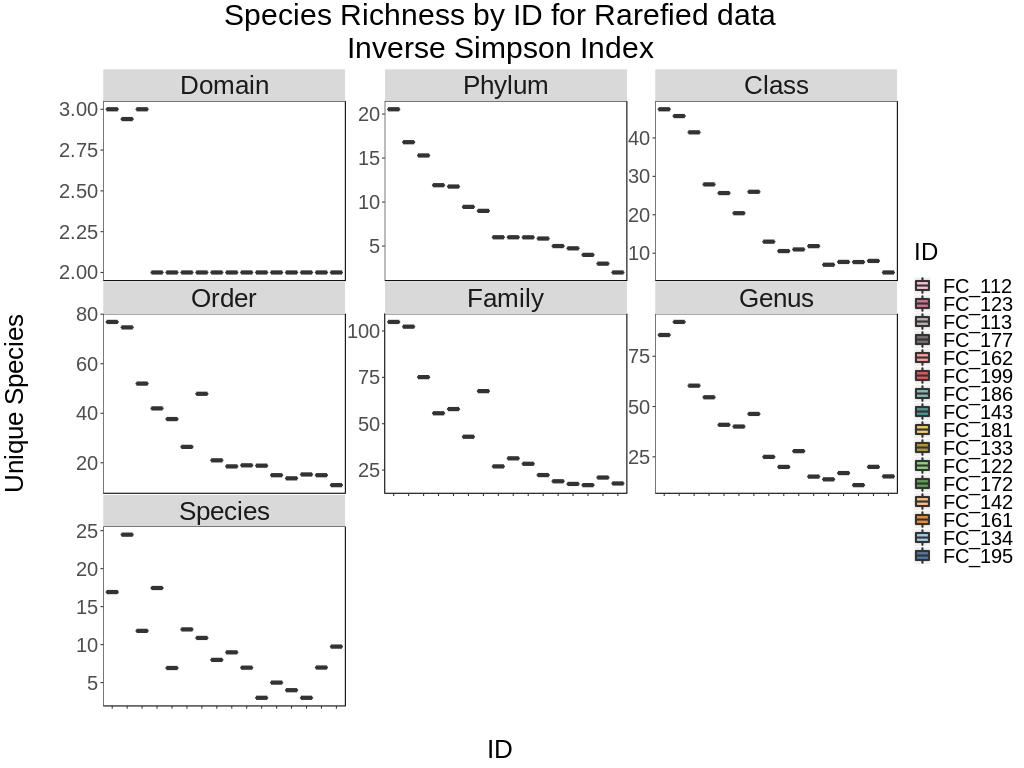 Species Richness by ID for Rarefied data
Inverse Simpson Index
Domain
3.00
2.75
2.50
2.25
2.00
Phylum
20
15
10
5
Class
40
30
20
10
Order
80
60
40
20
Family
100
75
50
25
Genus
75
50
25
Species
25
20
15
10
5
Unique Species
ID
ID
FC_112
FC_123
FC_113
FC_177
FC_162
FC_199
FC_186
FC_143
FC_181
FC_133
FC_122
FC_172
FC_142
FC_161
FC_134
FC_195